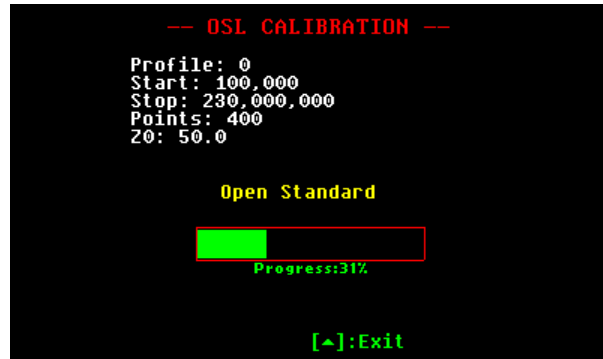 -- OSL CALIBRATION --
Profile: 0
Start: 100,000
Stop: 230,000,000
Points: 400
Z0: 50.0
Open Standard
Progress:31%
[▲]:Exit